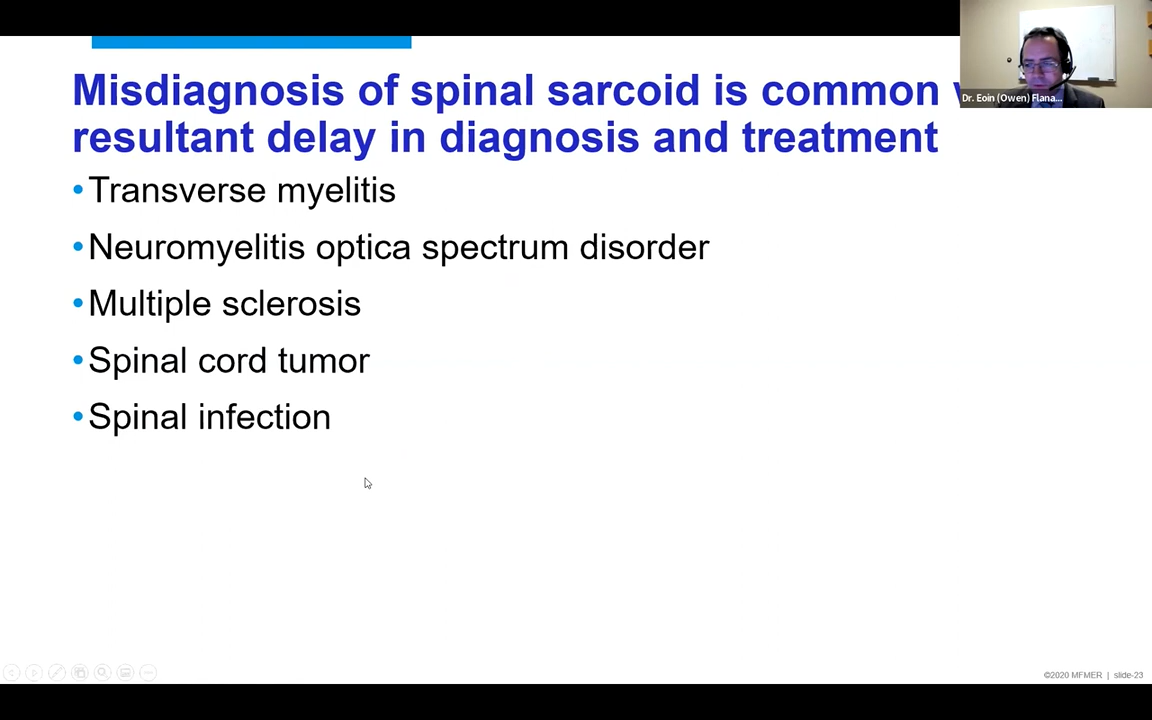 Misdiagnosis of spinal sarcoid is common
resultant delay in diagnosis and treatment
•Transverse myelitis
•Neuromyelitis optica spectrum disorder
•Multiple sclerosis
•Spinal cord tumor
•Spinal infection
Dr. Eoin (Owen) Flana...
©2020 MFMER | slide-23